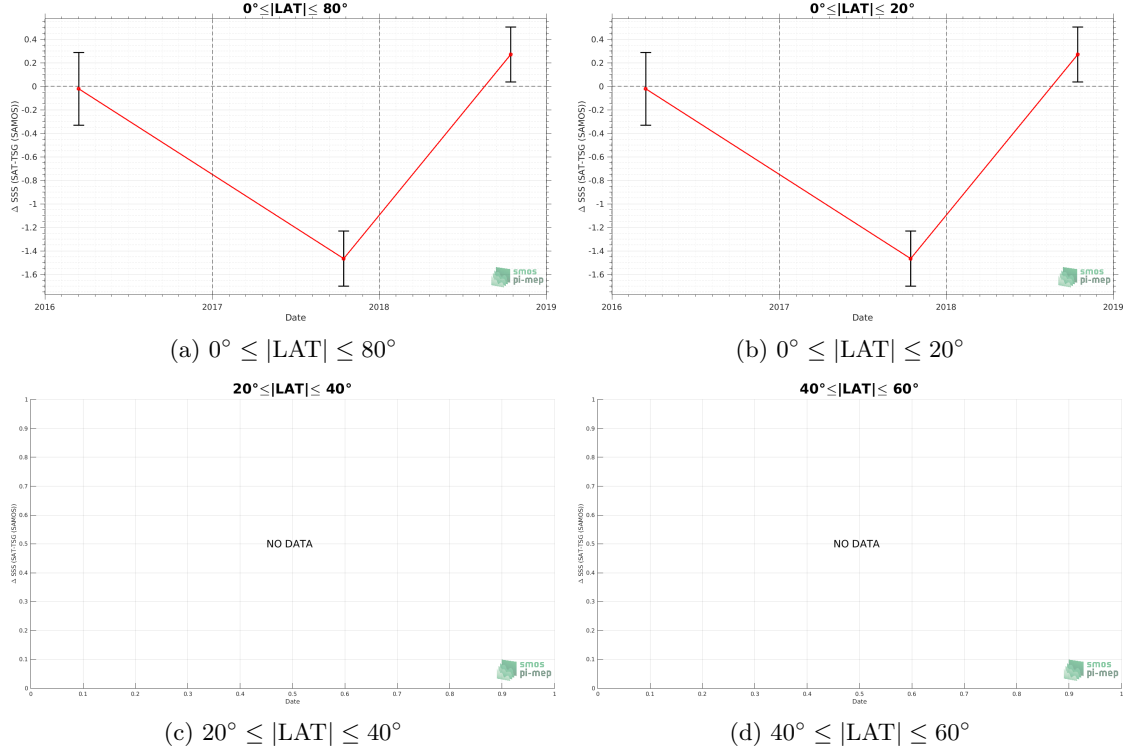 0°≤|LAT|≤ 80°
Δ SSS (SAT-TSG (SAMOS))
0.4
0.2
0
-0.2
-0.4
-0.6
-0.8
-1
-1.2
-1.4
-1.6
2016
2017
2018
2019
Date
smos
pi-mep
(a) 0° ≤ |LAT| ≤ 80°
0°≤|LAT|≤ 20°
Δ SSS (SAT-TSG (SAMOS))
0.4
0.2
0
-0.2
-0.4
-0.6
-0.8
-1
-1.2
-1.4
-1.6
2016
2017
2018
2019
Date
smos
pi-mep
(b) 0° ≤ |LAT| ≤ 20°
20°≤|LAT|≤ 40°
Δ SSS (SAT-TSG (SAMOS))
1
0.9
0.8
0.7
0.6
0.5
0.4
0.3
0.2
0.1
0
NO DATA
0
0.1
0.2
0.3
0.4
0.5
0.6
0.7
0.8
0.9
1
Date
smos
pi-mep
(c) 20° ≤ |LAT| ≤ 40°
40°≤|LAT|≤ 60°
Δ SSS (SAT-TSG (SAMOS))
1
0.9
0.8
0.7
0.6
0.5
0.4
0.3
0.2
0.1
0
NO DATA
0
0.1
0.2
0.3
0.4
0.5
0.6
0.7
0.8
0.9
1
Date
smos
pi-mep
(d) 40° ≤ |LAT| ≤ 60°